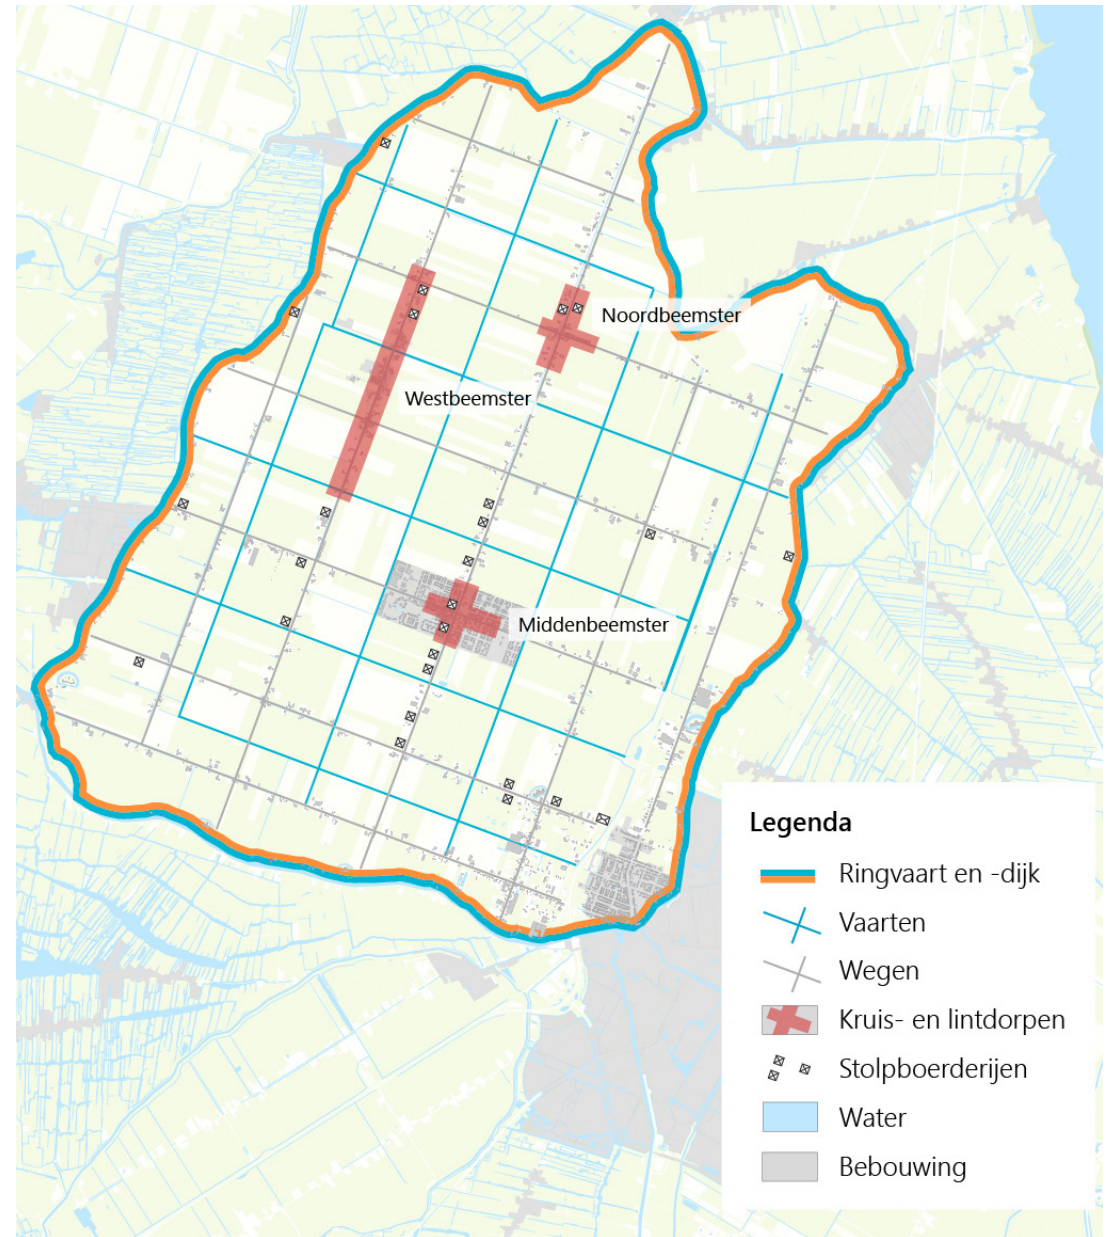 Noordbeemster
Westbeemster
Middenbeemster
Legenda
Ringvaart en -dijk
Vaarten
Wegen
Kruis- en lintdorpen
Stolpboerderijen
Water
Bebouwing